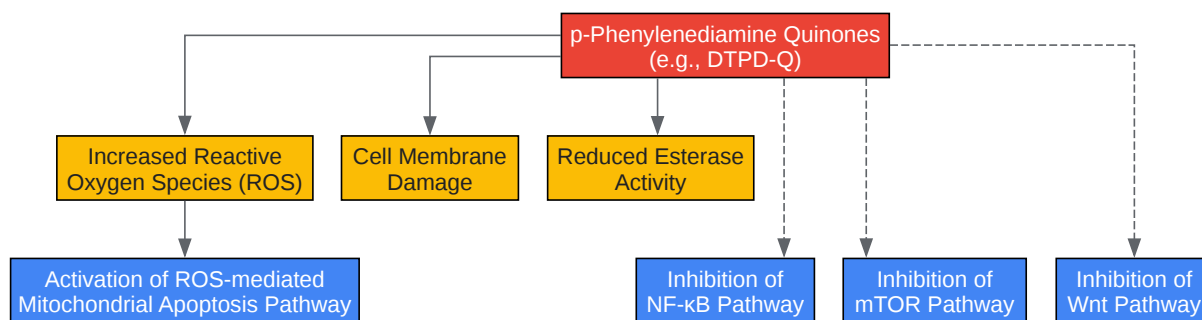 p-Phenylenediamine Quinones
(e.g., DTPD-Q)
Increased Reactive
Oxygen Species (ROS)
Cell Membrane
Damage
Reduced Esterase
Activity
Activation of ROS-mediated
Mitochondrial Apoptosis Pathway
Inhibition of
NF-κB Pathway
Inhibition of
mTOR Pathway
Inhibition of
Wnt Pathway